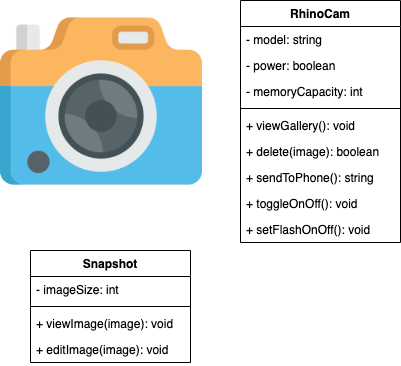 RhinoCam
- model: string
- power: boolean
- memoryCapacity: int
+ viewGallery(): void
+ delete(image): boolean
+ sendToPhone(): string
+ toggleOnOff(): void
+ setFlashOnOff(): void
Snapshot
- imageSize: int
+ viewImage(image): void
+ editImage(image): void